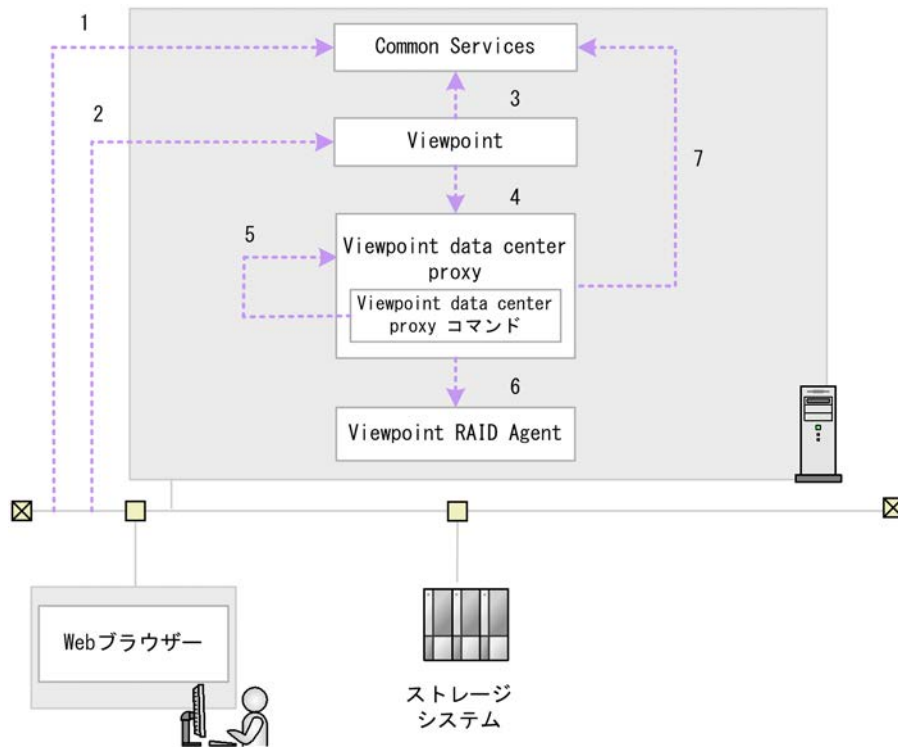 1
Common Services
2
3
Viewpoint
7
4
5
Viewpoint data center
proxy
Viewpoint data center
proxy コマンド
6
Viewpoint RAID Agent
Webブラウザー
ストレージ
システム